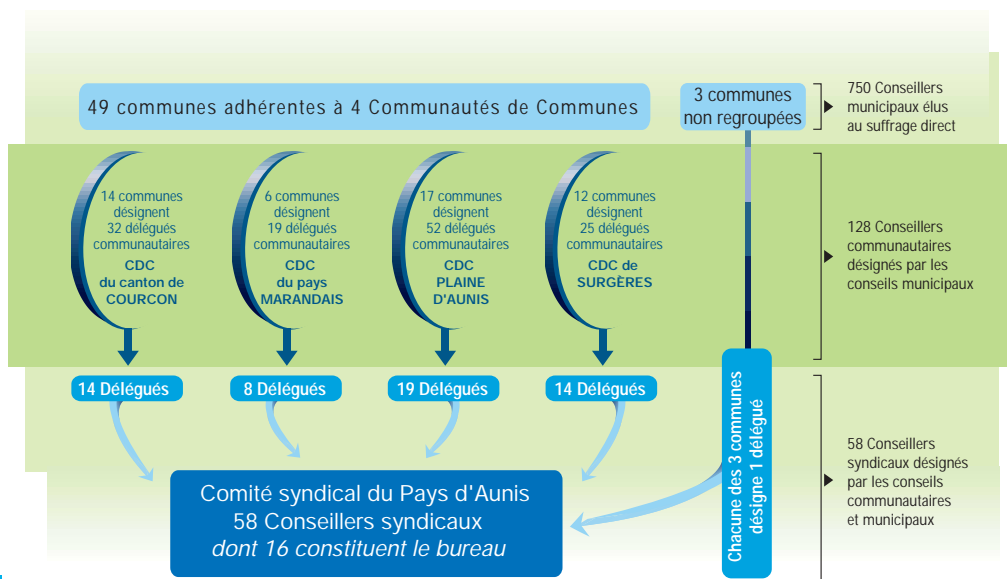 49 communes adhérentes à 4 Communautés de Communes
3 communes
non regroupées
750 Conseillers
municipaux élus
au suffrage direct
14 communes
désignent
32 délégués
communautaires
CDC
du canton de
COURCON
6 communes
désignent
19 délégués
communautaires
CDC
du pays
MARANDAIS
17 communes
désignent
52 délégués
communautaires
CDC
PLAINE
D'AUNIS
12 communes
désignent
25 délégués
communautaires
CDC de
SURGÈRES
128 Conseillers
communautaires
désignés par les
conseils municipaux
14 Délégués
8 Délégués
19 Délégués
14 Délégués
Chacune des 3 communes
désigne 1 délégué
58 Conseillers
syndicaux désignés
par les conseils
communautaires
et municipaux
Comité syndical du Pays d'Aunis
58 Conseillers syndicaux
dont 16 constituent le bureau